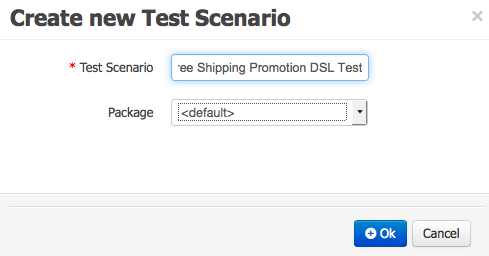 Create new Test Scenario
* Test Scenario
ree Shipping Promotion DSL Test
Package
<default>
Ok
Cancel